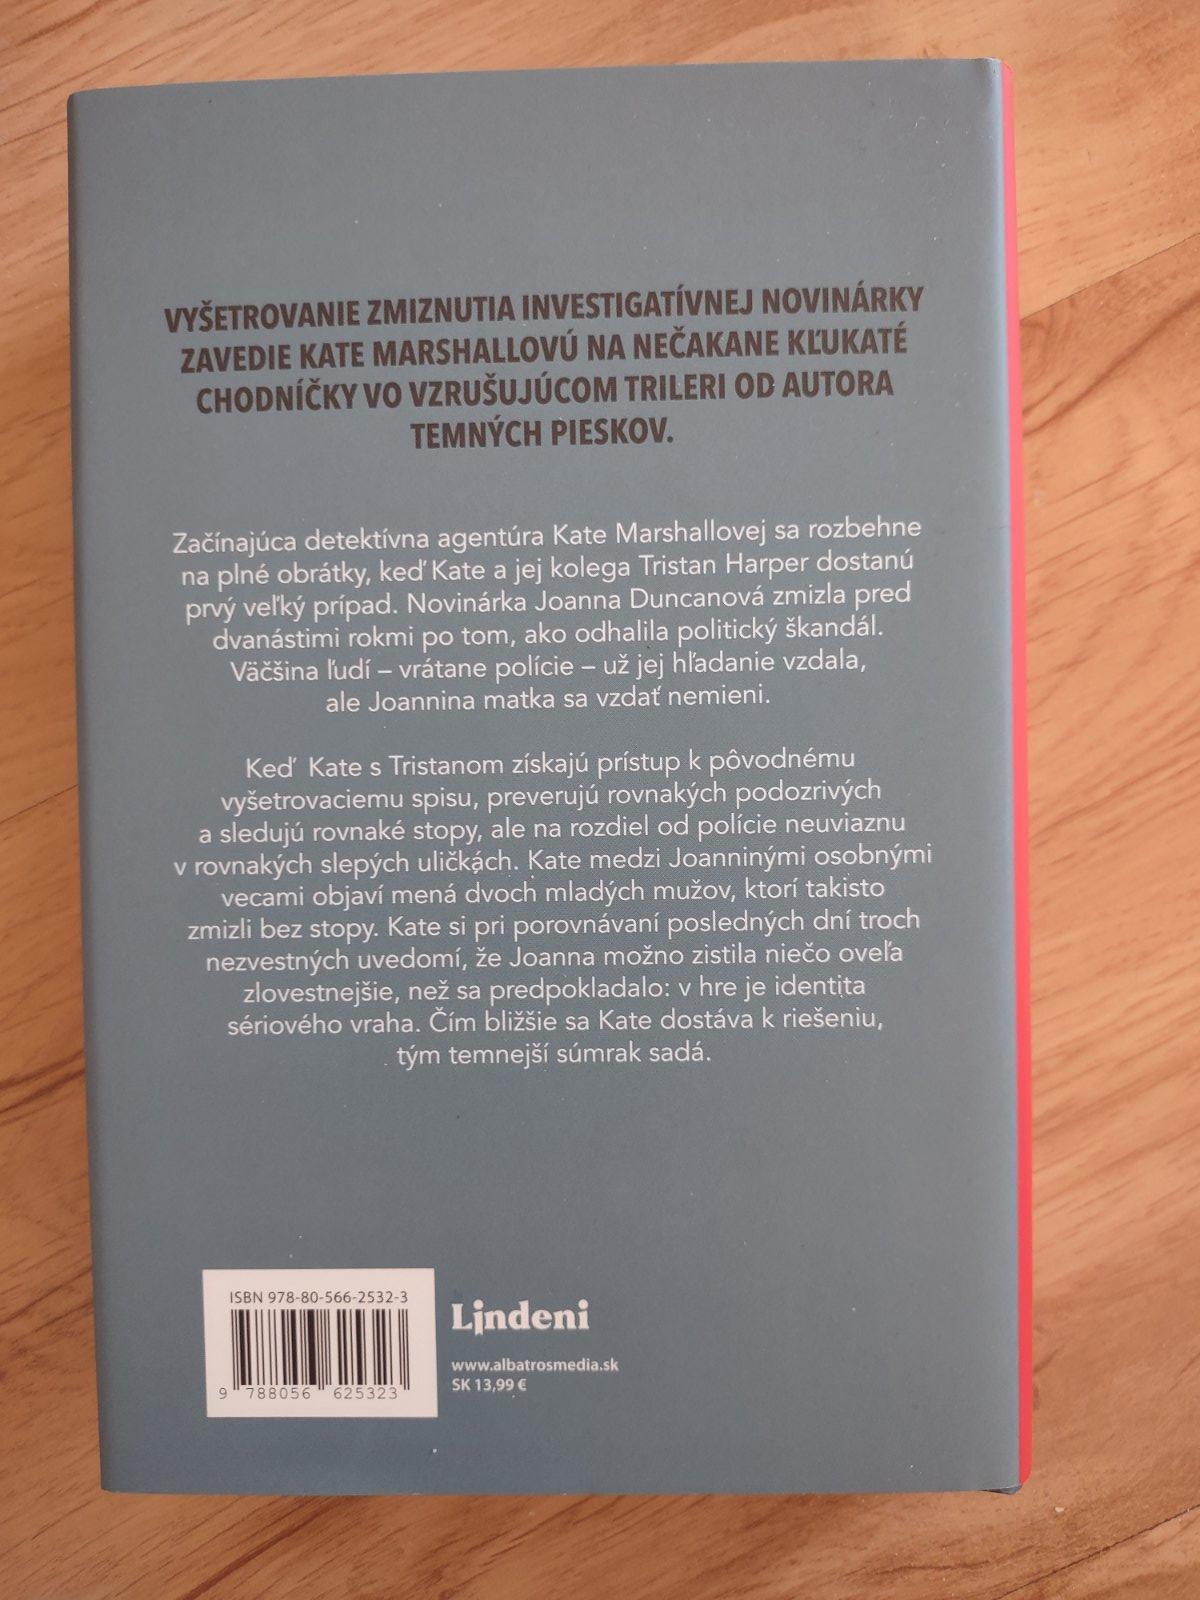 VYŠETROVANIE ZMIZNUTIA INVESTIGATÍVNEJ NOVINÁRKY
ZAVEDIE KATE MARSHALLOVÚ NA NEČAKANE KĽUKATÉ
CHODNÍČKY VO VZRUŠUJÚCOM TRILERI OD AUTORA
TEMNÝCH PIESKOV.
Začínajúca detektívna agentúra Kate Marshallovej sa rozbehne
na plné obrátky, keď Kate a jej kolega Tristan Harper dostanú
prvý veľký prípad. Novinárka Joanna Duncanová zmizla pred
dvanástimi rokmi po tom, ako odhalila politický škandál.
Väčšina ľudí – vrátane polície – už jej hľadanie vzdala,
ale Joannina matka sa vzdať nemieni.
Keď Kate s Tristanom získajú prístup k pôvodnému
vyšetrovaciemu spisu, preverujú rovnakých podozrivých
a sledujú rovnaké stopy, ale na rozdiel od polície neuviaznu
v rovnakých slepých uličkách. Kate medzi Joanninými osobnými
vecami objaví mená dvoch mladých mužov, ktorí takisto
zmizli bez stopy. Kate si pri porovnávaní posledných dní troch
nezvestných uvedomí, že Joanna možno zistila niečo oveľa
zlovestnejšie, než sa predpokladalo: v hre je identita
sériového vraha. Čím bližšie sa Kate dostáva k riešeniu,
tým temnejší súmrak sadá.
ISBN 978-80-566-2532-3
9 788056 625323
Lindeni
www.albatrosmedia.sk
SK 13,99 €